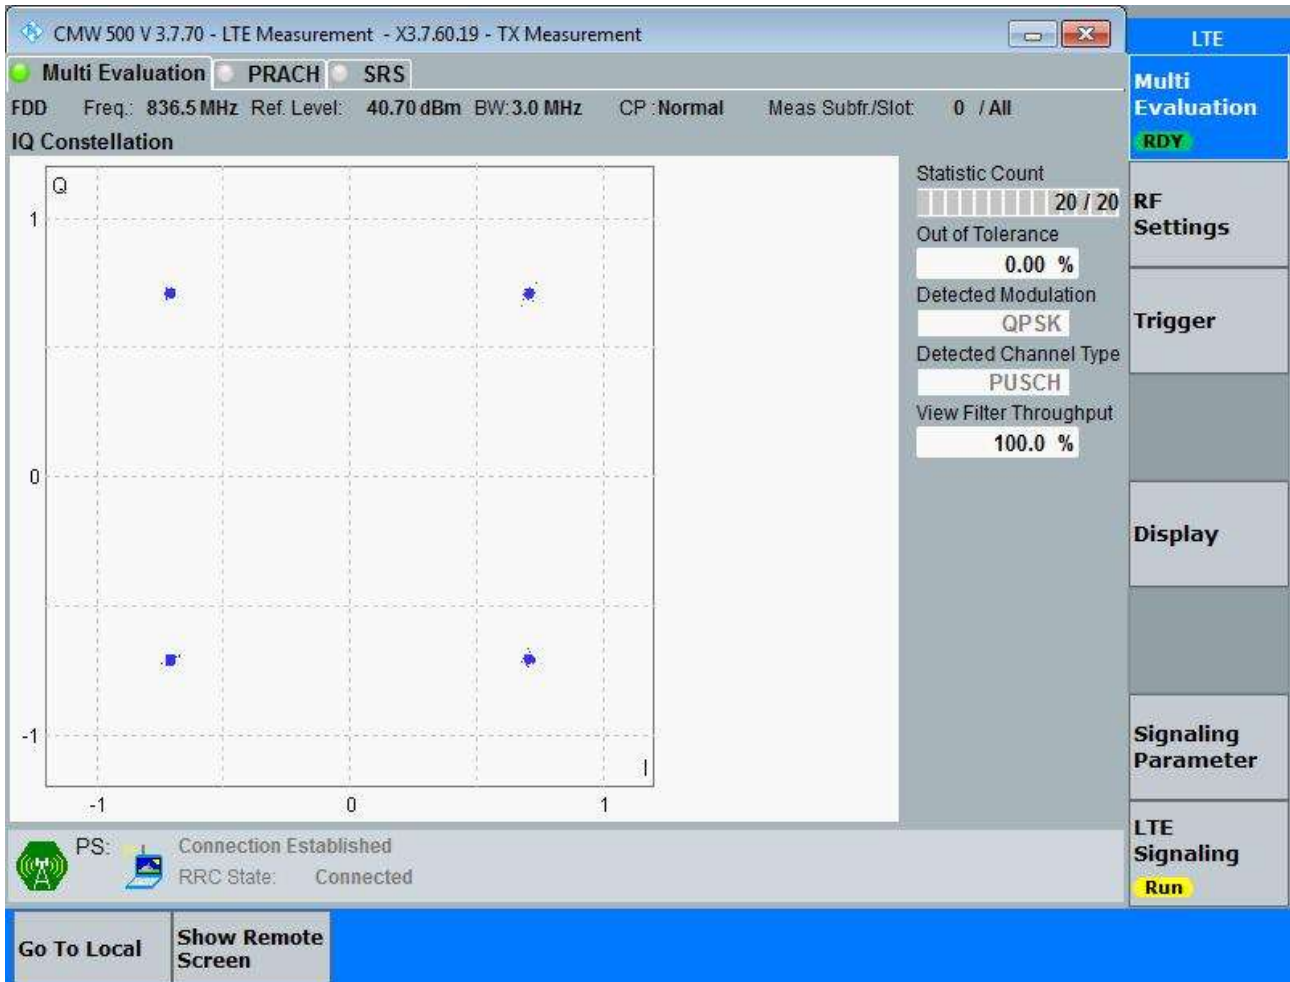 CMW 500 V 3.7.70 - LTE Measurement - X3.7.60.19 - TX Measurement
LTE
Multi Evaluation PRACH SRS
FDD Freq.: 836.5 MHz Ref. Level: 40.70 dBm BW: 3.0 MHz CP : Normal Meas Subfr./Slot: 0 / All
IQ Constellation
Q
1
0
-1
-1 0 1
I
Statistic Count
20 / 20
Out of Tolerance
0.00 %
Detected Modulation
QPSK
Detected Channel Type
PUSCH
View Filter Throughput
100.0 %
Multi
Evaluation
RDY
RF
Settings
Trigger
Display
Signaling
Parameter
LTE
Signaling
Run
PS: Connection Established
RRC State: Connected
Go To Local
Show Remote
Screen